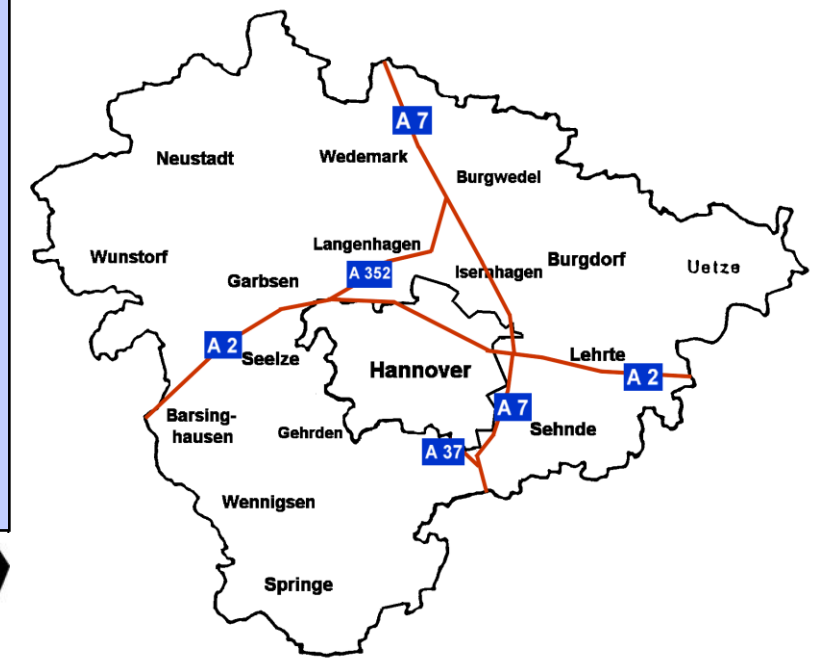 A 7
Neustadt
Wedemark
Burgwedel
Langenhagen
Wunstorf
Burgdorf
Uetze
A 352
Isernhagen
Garbsen
A 2
Seelze
Lehrte
Hannover
A 2
A 7
Barsing-
hausen
Gehrden
Sehnde
A 37
Wennigsen
Springe